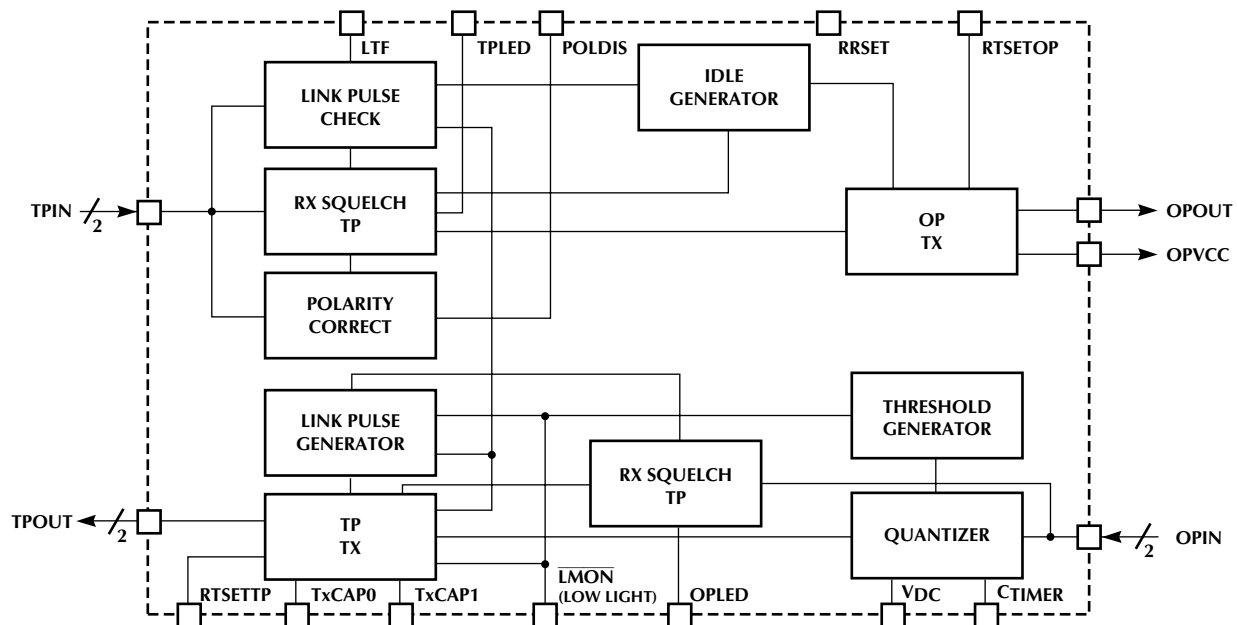 LTF
TPLED
POLDIS
RRSET
RTSETOP
LINK PULSE
CHECK
IDLE
GENERATOR
TPIN
2
RX SQUELCH
TP
OP
TX
OPOUT
OPVCC
POLARITY
CORRECT
LINK PULSE
GENERATOR
THRESHOLD
GENERATOR
RX SQUELCH
TP
TPOUT
2
TP
TX
QUANTIZER
2
OPIN
RTSETTP
TxCAP0
TxCAP1
LMON
(LOW LIGHT)
OPLED
VDC
CTIMER